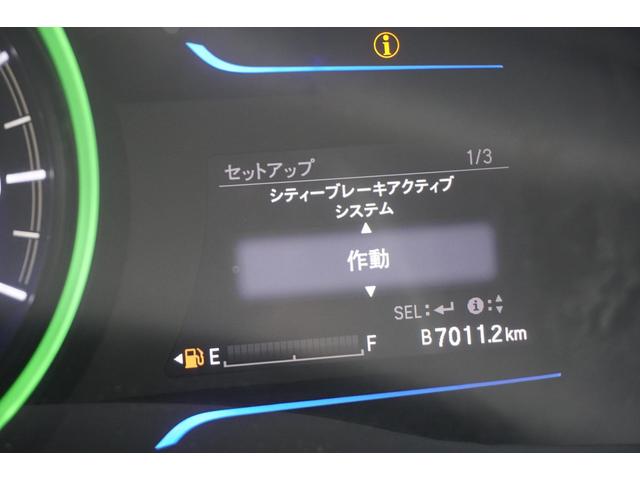 セットアップ 1/3
シティーブレーキアクティブ
システム
作動
SEL: i:
E F B7011.2km